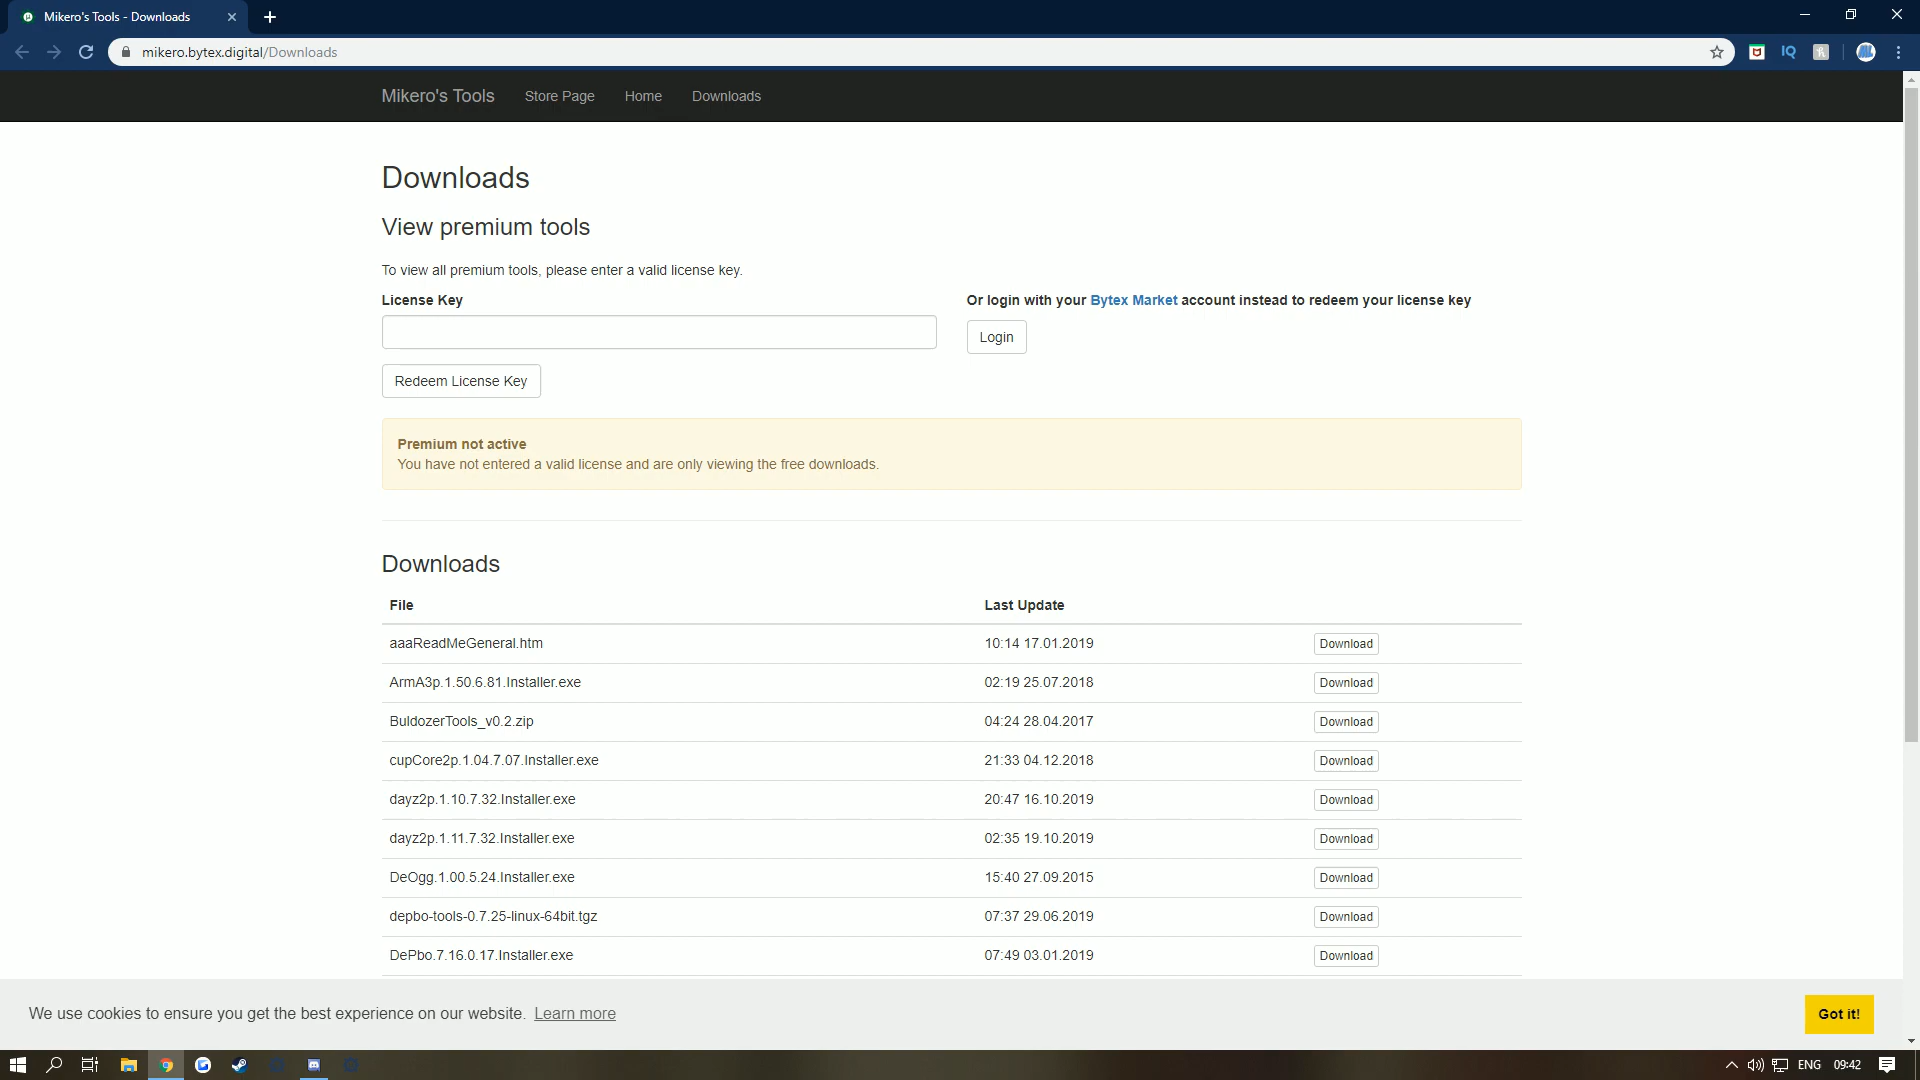 Mikero's Tools - Downloads
mikero.bytex.digital/Downloads
IQ
Mikero's Tools Store Page Home Downloads
Downloads
View premium tools
To view all premium tools, please enter a valid license key.
License Key
Or login with your Bytex Market account instead to redeem your license key
Login
Redeem License Key
Premium not active
You have not entered a valid license and are only viewing the free downloads.
Downloads
File Last Update
aaaReadMeGeneral.htm 10:14 17.01.2019 Download
ArmA3p.1.50.6.81.Installer.exe 02:19 25.07.2018 Download
BuldozerTools_v0.2.zip 04:24 28.04.2017 Download
cupCore2p.1.04.7.07.Installer.exe 21:33 04.12.2018 Download
dayz2p.1.10.7.32.Installer.exe 20:47 16.10.2019 Download
dayz2p.1.11.7.32.Installer.exe 02:35 19.10.2019 Download
DeOgg.1.00.5.24.Installer.exe 15:40 27.09.2015 Download
depbo-tools-0.7.25-linux-64bit.tgz 07:37 29.06.2019 Download
DePbo.7.16.0.17.Installer.exe 07:49 03.01.2019 Download
We use cookies to ensure you get the best experience on our website. Learn more
Got it!
ENG 09:42